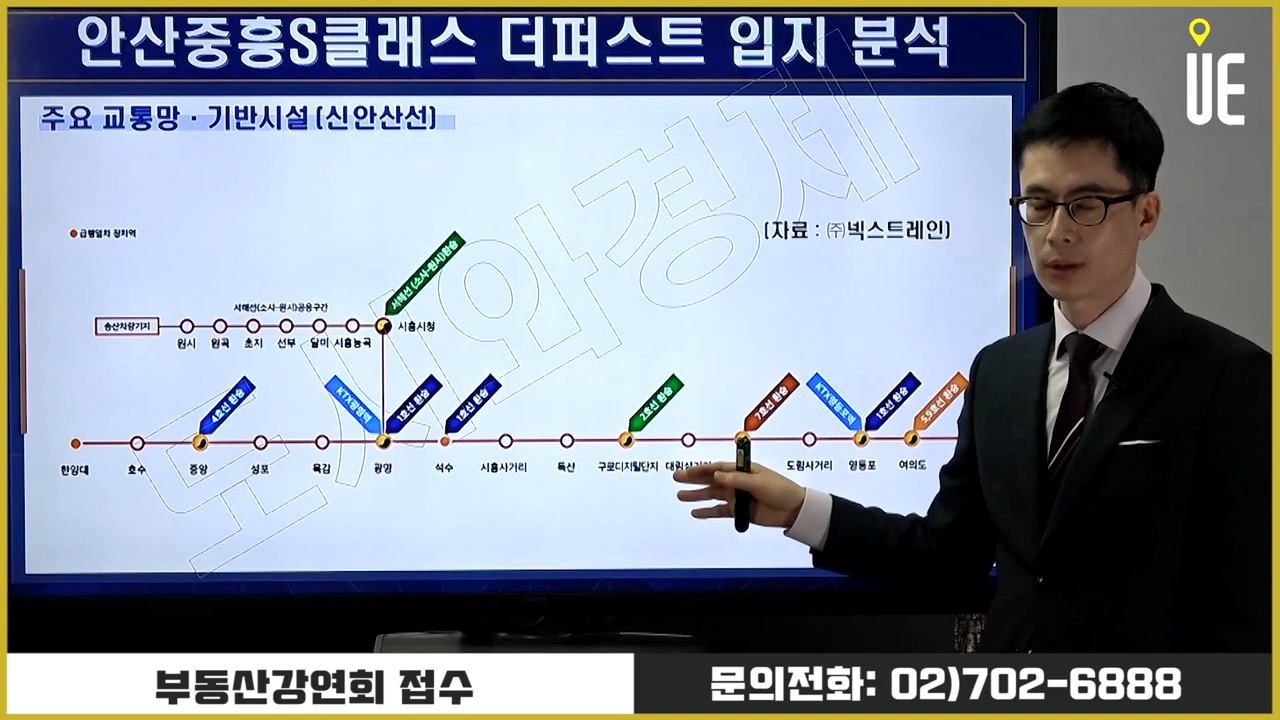 안산중흥S클래스 더퍼스트 입지 분석
UE
주요 교통망 · 기반시설 (신안산선)
(자료 : ㈜넥스트레인)
급행열차 정차역
서해선 (소사-원시)환승
서해선(소사-원시)공용구간
송산차량기지
시흥시청
원시 원곡 초지 선부 달미 시흥능곡
4호선 환승 KTX광명역 1호선 환승 1호선 환승 2호선 환승 7호선 환승 KTX영등포역 1호선 환승 5,9호선 환승
한양대 호수 중앙 성포 목감 광명 석수 시흥사거리 독산 구로디지털단지 도림사거리 영등포 여의도
도시와경제
부동산강연회 접수
문의전화: 02)702-6888